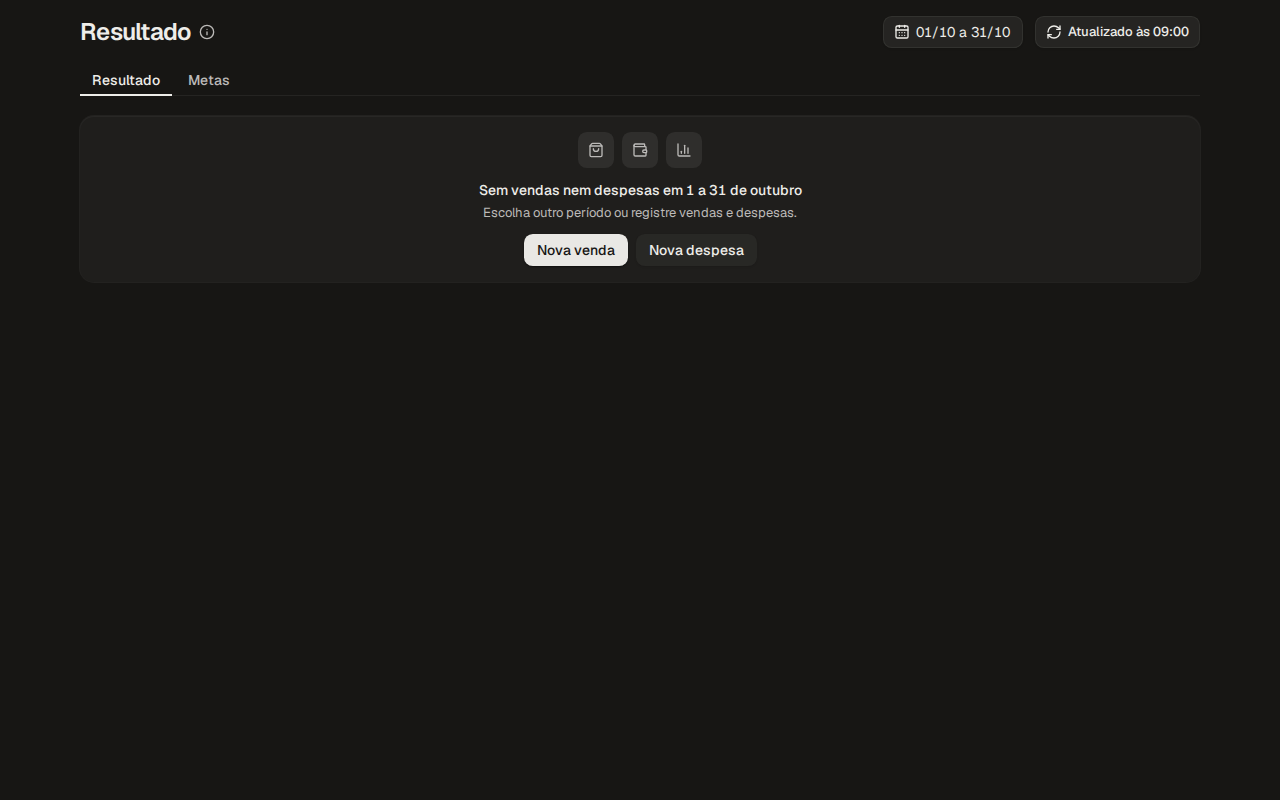 Resultado
01/10 a 31/10
Atualizado às 09:00
Resultado
Metas
Sem vendas nem despesas em 1 a 31 de outubro
Escolha outro período ou registre vendas e despesas.
Nova venda
Nova despesa